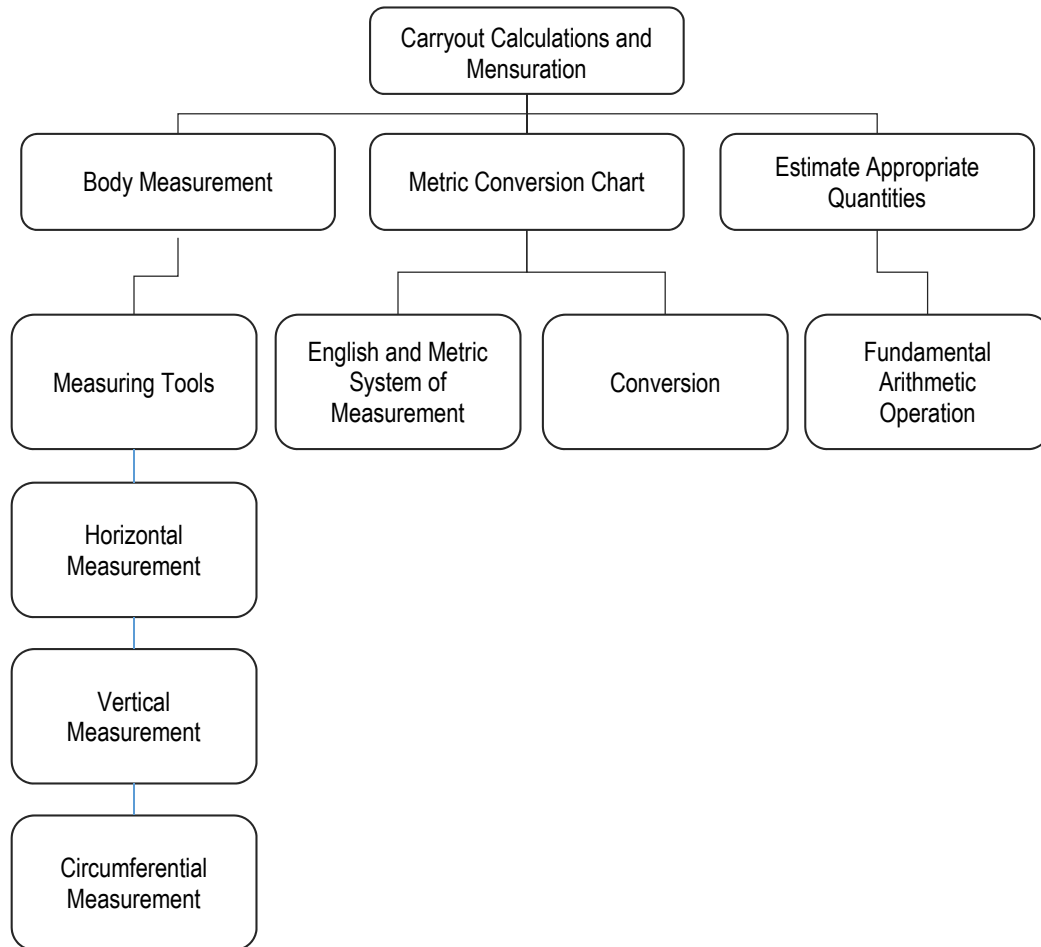 Carryout Calculations and
Mensuration
Body Measurement
Metric Conversion Chart
Estimate Appropriate
Quantities
Measuring Tools
English and Metric
System of
Measurement
Conversion
Fundamental
Arithmetic
Operation
Horizontal
Measurement
Vertical
Measurement
Circumferential
Measurement